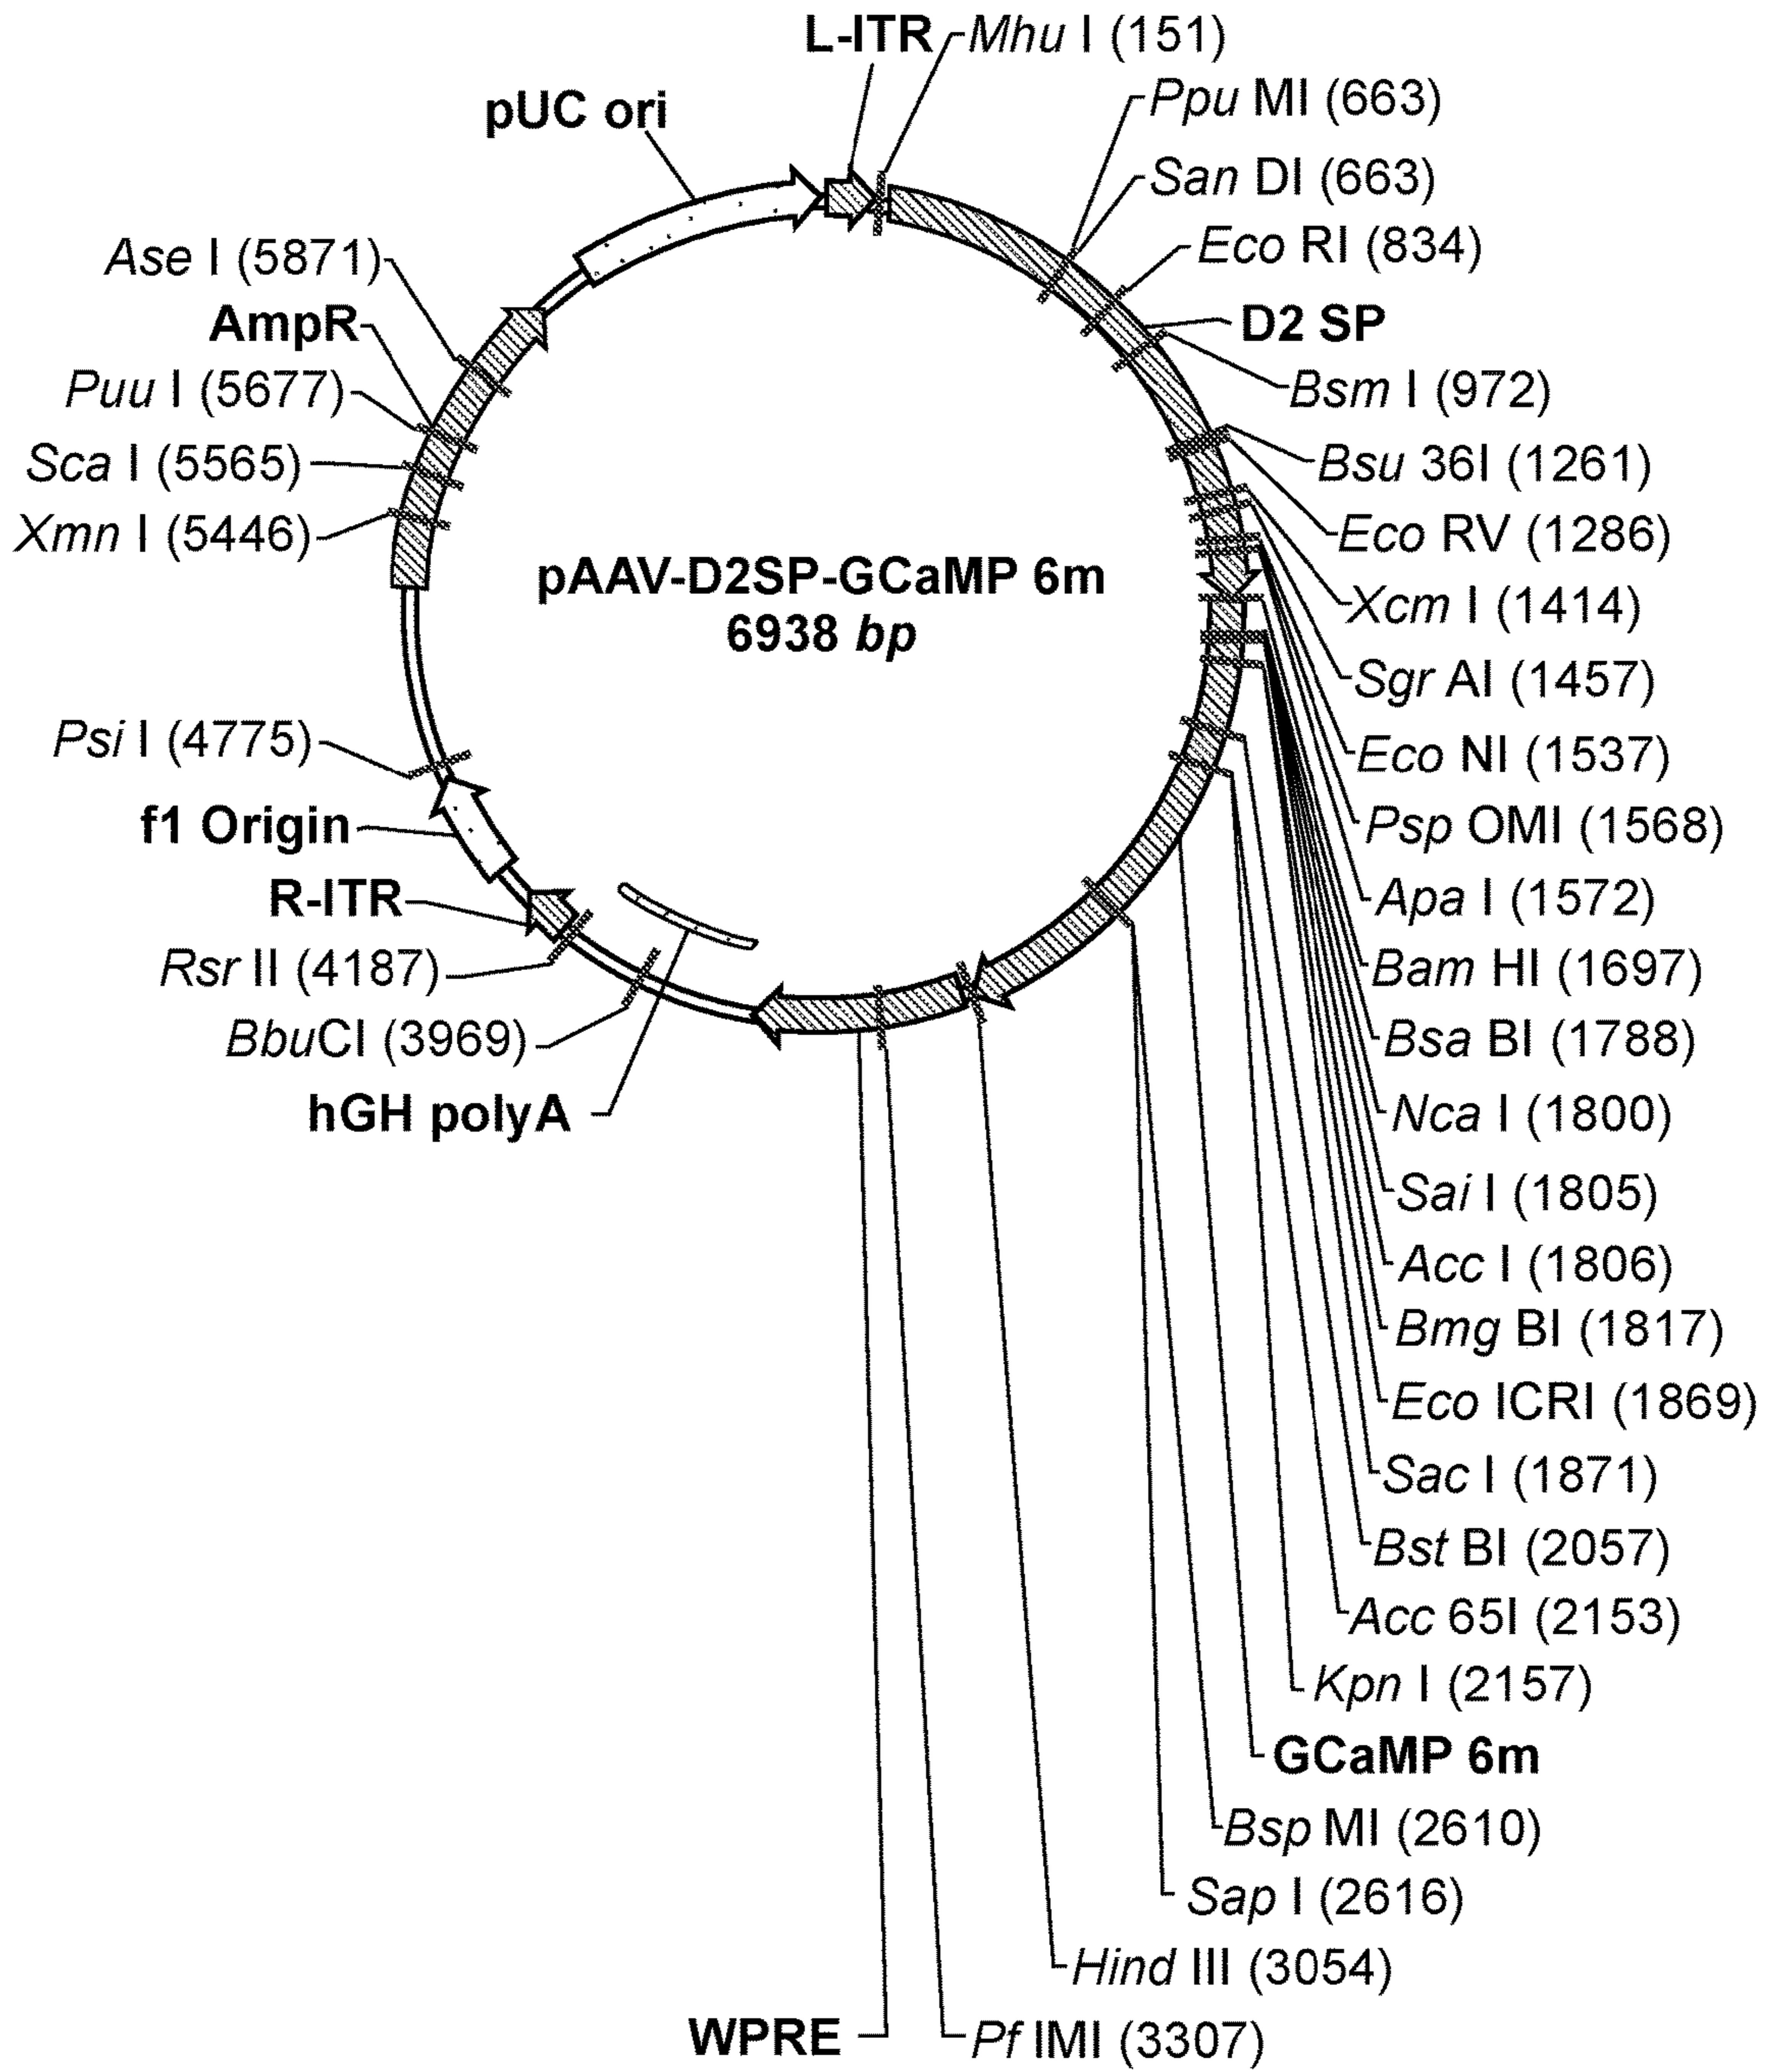 L-ITR
Mhu I (151)
pUC ori
Ppu MI (663)
San DI (663)
Eco RI (834)
D2 SP
Bsm I (972)
Bsu 36I (1261)
Eco RV (1286)
Xcm I (1414)
Sgr AI (1457)
Eco NI (1537)
Psp OMI (1568)
Apa I (1572)
Bam HI (1697)
Bsa BI (1788)
Nca I (1800)
Sai I (1805)
Acc I (1806)
Bmg BI (1817)
Eco ICRI (1869)
Sac I (1871)
Bst BI (2057)
Acc 65I (2153)
Kpn I (2157)
GCaMP 6m
Bsp MI (2610)
Sap I (2616)
Hind III (3054)
Pf IMI (3307)
WPRE
hGH polyA
BbuCI (3969)
Rsr II (4187)
R-ITR
f1 Origin
Psi I (4775)
Xmn I (5446)
Sca I (5565)
Puu I (5677)
AmpR
Ase I (5871)
pAAV-D2SP-GCaMP 6m
6938 bp